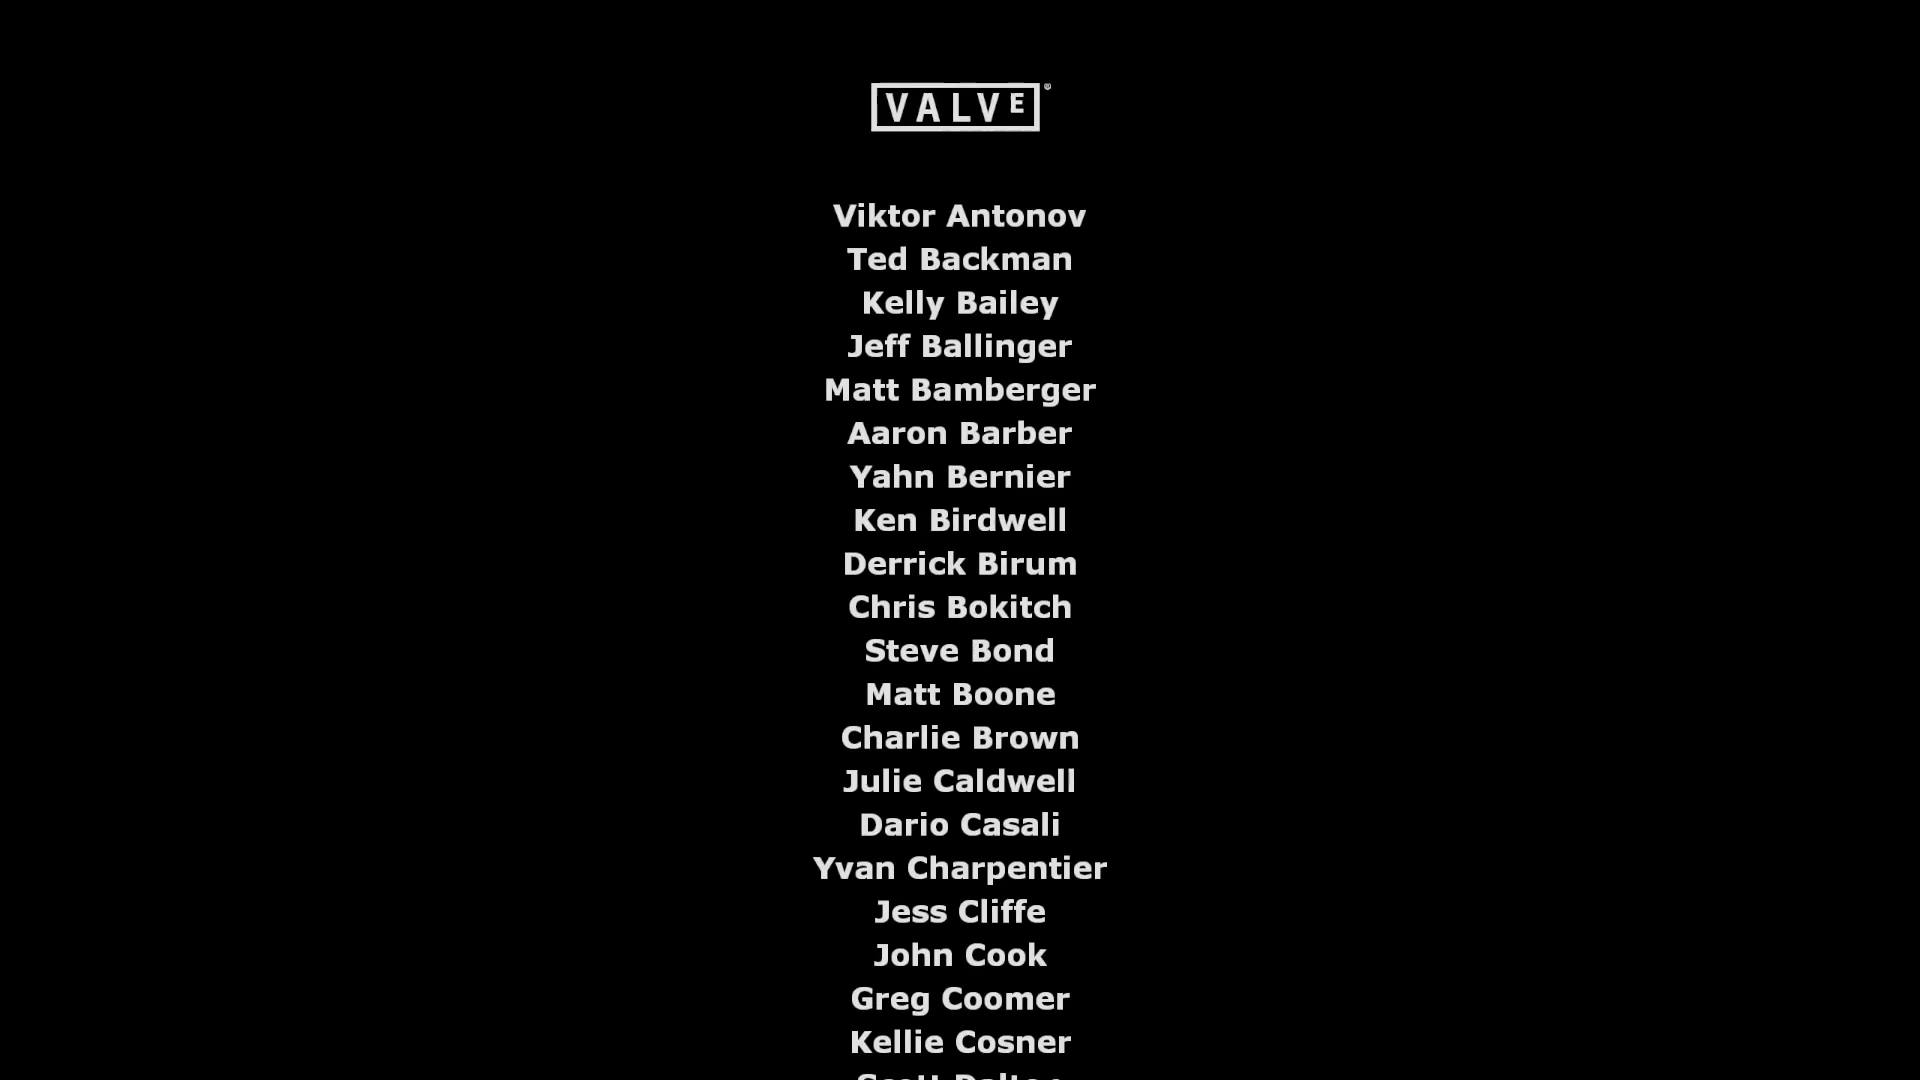 VALVE®
Viktor Antonov
Ted Backman
Kelly Bailey
Jeff Ballinger
Matt Bamberger
Aaron Barber
Yahn Bernier
Ken Birdwell
Derrick Birum
Chris Bokitch
Steve Bond
Matt Boone
Charlie Brown
Julie Caldwell
Dario Casali
Yvan Charpentier
Jess Cliffe
John Cook
Greg Coomer
Kellie Cosner
Scott Dalton